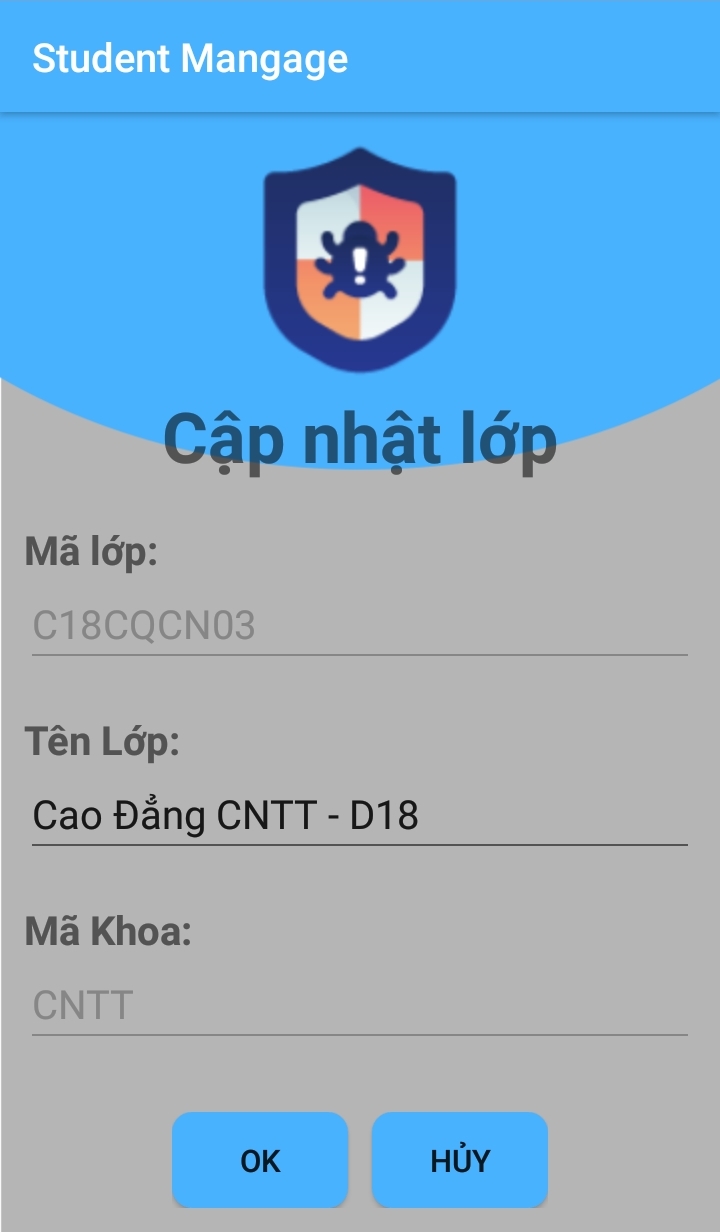 Student Mangage
Cập nhật lớp
Mã lớp:
C18CQCN03
Tên Lớp:
Cao Đẳng CNTT - D18
Mã Khoa:
CNTT
OK
HỦY